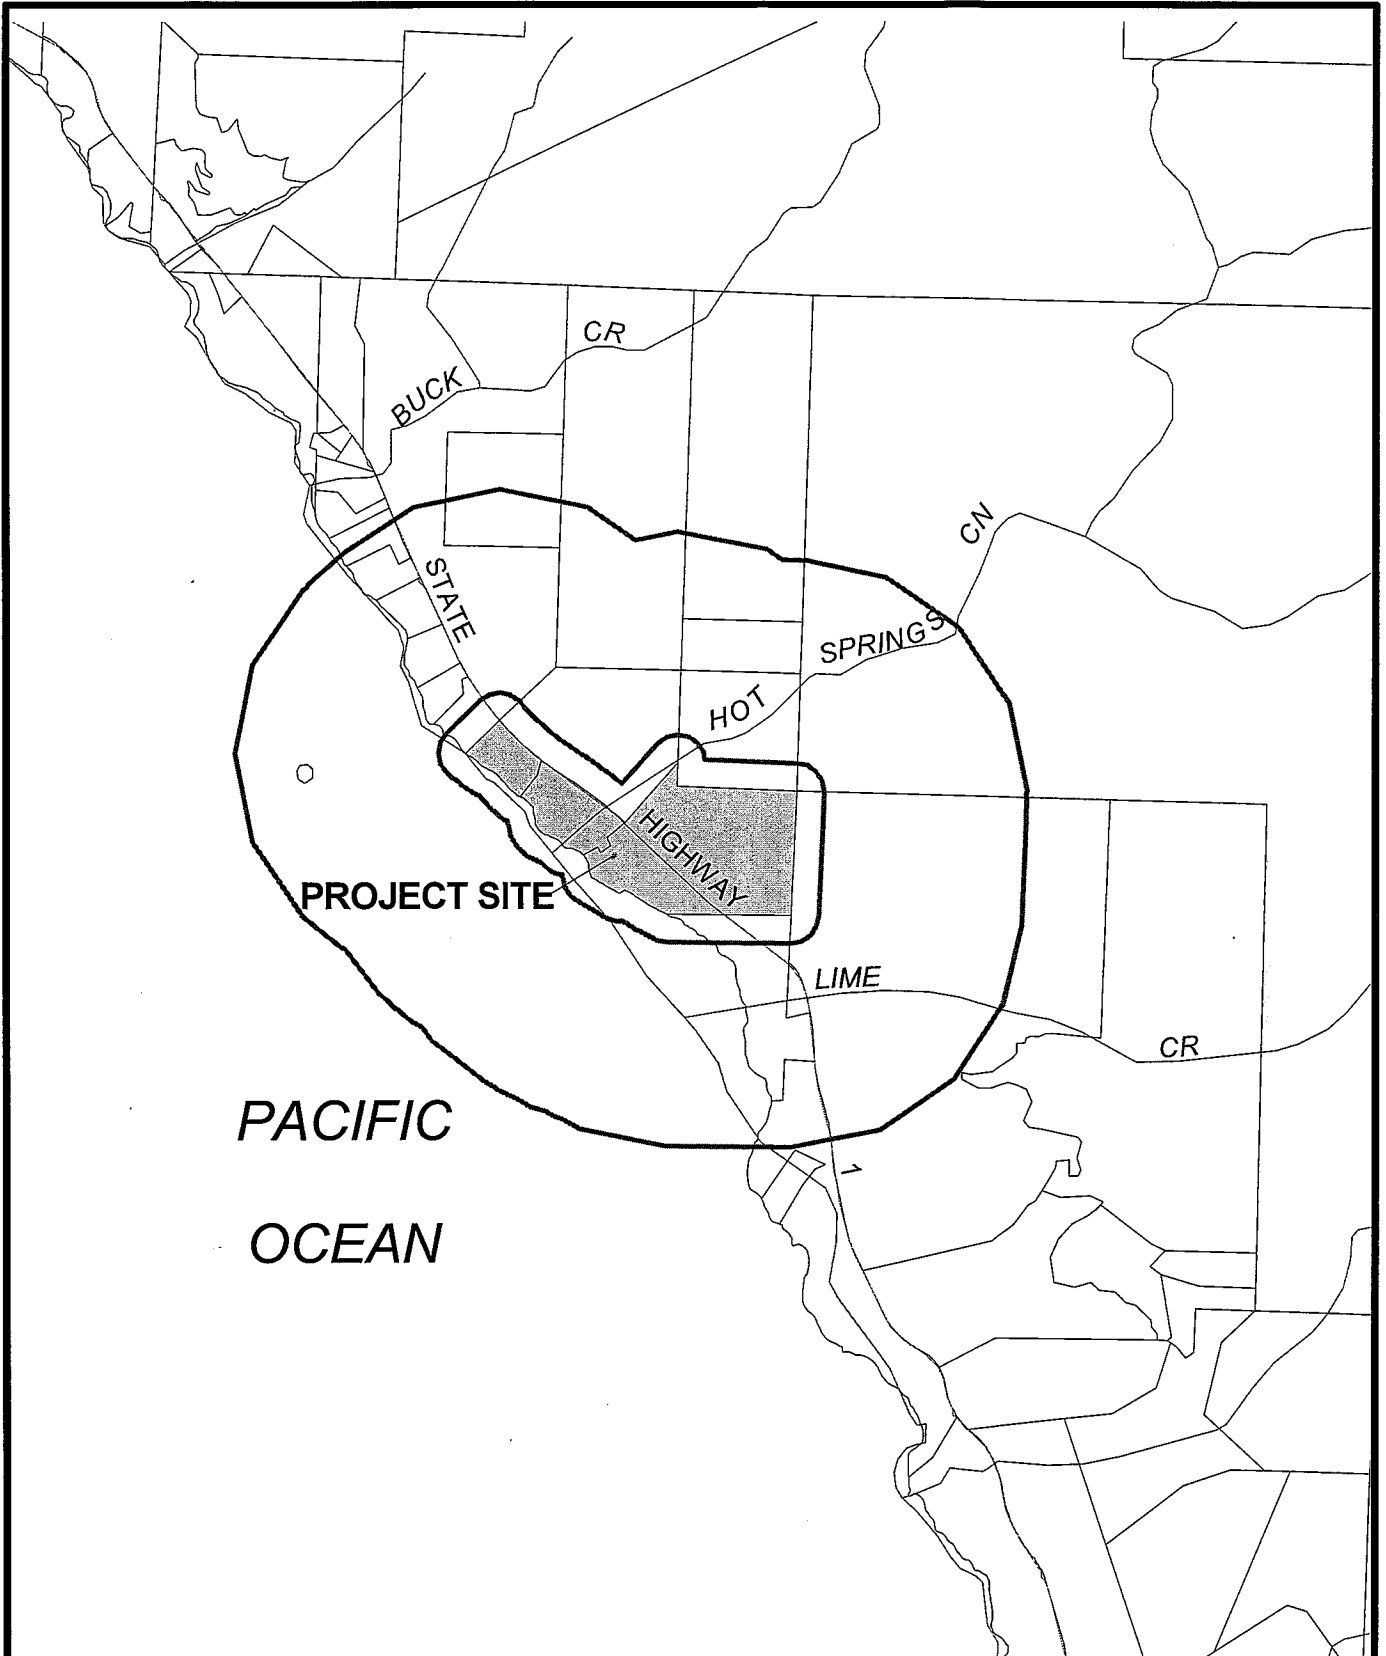 CR
BUCK
CN
STATE
SPRINGS
HOT
HIGHWAY
PROJECT SITE
LIME
CR
PACIFIC
1
OCEAN